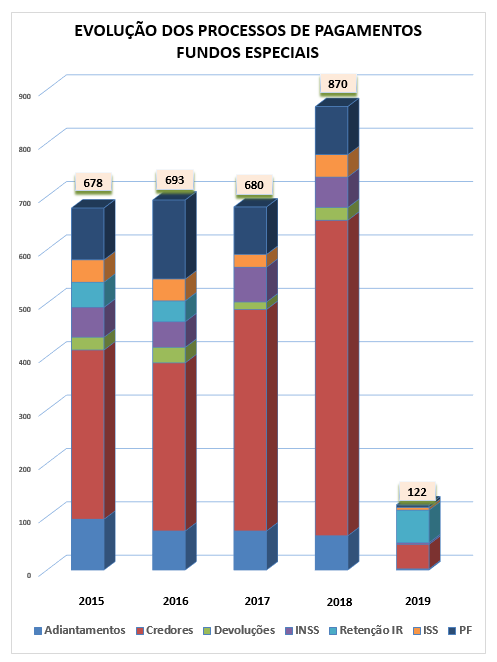 EVOLUÇÃO DOS PROCESSOS DE PAGAMENTOS
FUNDOS ESPECIAIS
900
800
700
600
500
400
300
200
100
0
678
693
680
870
122
2015
2016
2017
2018
2019
Adiantamentos
Credores
Devoluções
INSS
Retenção IR
ISS
PF